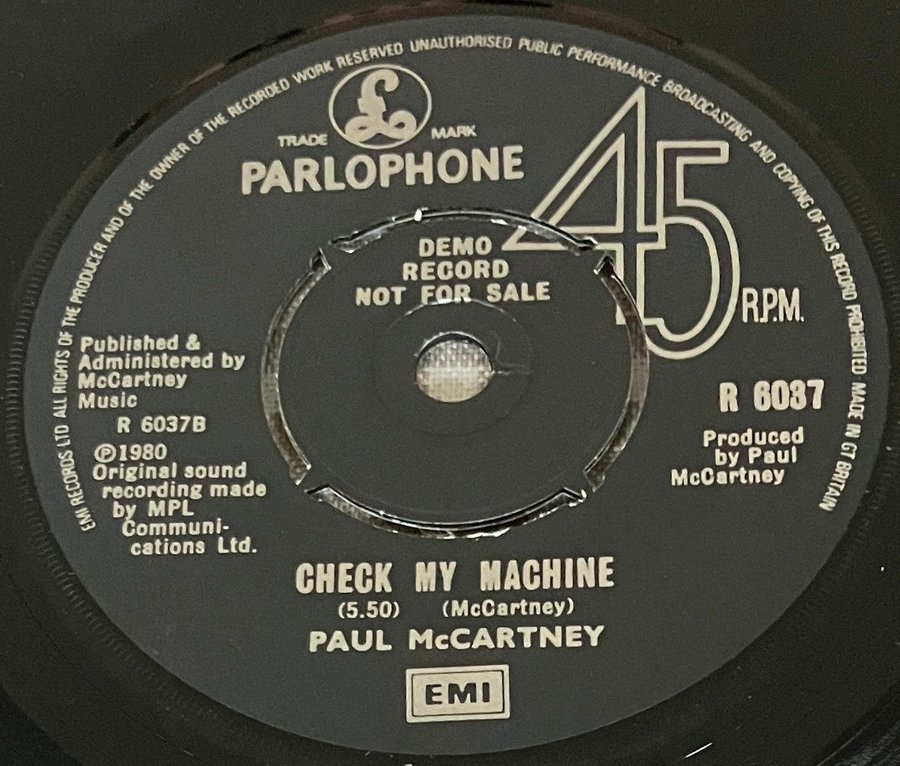 EMI RECORDS LTD ALL RIGHTS OF THE PRODUCER AND OF THE OWNER OF THE RECORDED WORK RESERVED UNAUTHORISED PUBLIC PERFORMANCE BROADCASTING AND COPYING OF THIS RECORD PROHIBITED · MADE IN GT BRITAIN
£
TRADE MARK
PARLOPHONE
45
R.P.M.
DEMO
RECORD
NOT FOR SALE
Published &
Administered by
McCartney
Music
R 6037B
℗1980
Original sound
recording made
by MPL
Communi-
cations Ltd.
R 6037
Produced
by Paul
McCartney
CHECK MY MACHINE
(5.50) (McCartney)
PAUL McCARTNEY
EMI